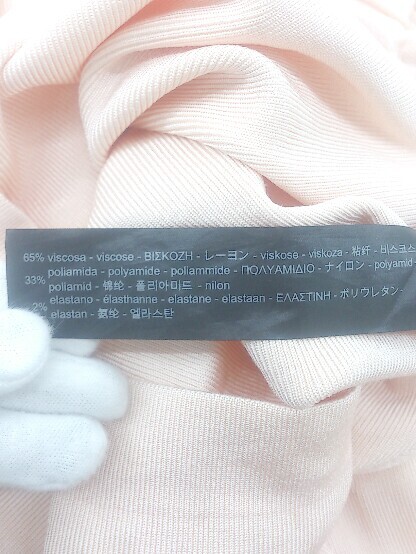 65% viscosa - viscose - ΒΙΣΚΟΖΗ - レーヨン - viskose - viskoza - 粘纤 - 비스코스
poliamida - polyamide - poliammide - ΠΟΛΥΑΜΙΔΙΟ - ナイロン - polyamid -
33% poliamid - 锦纶 - 폴리아미드 - nilon
elastano - élasthanne - elastane - elastaan - ΕΛΑΣΤΙΝΗ - ポリウレタン -
2% elastan - 氨纶 - 엘라스탄